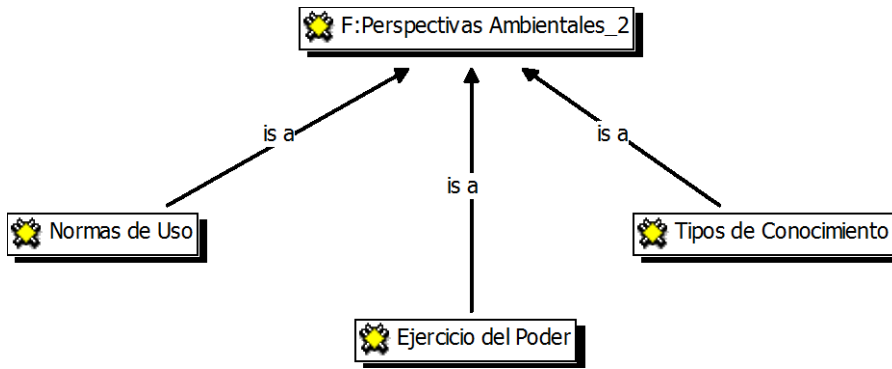 F:Perspectivas Ambientales_2
is a
is a
is a
Normas de Uso
Tipos de Conocimiento
Ejercicio del Poder